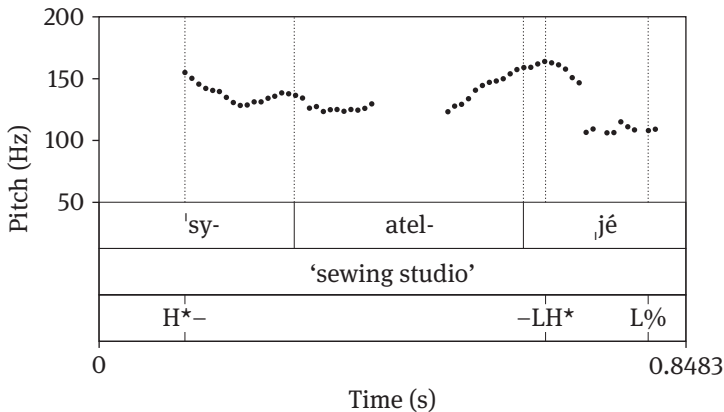 200
150
100
50
Pitch (Hz)
ˈsy- atel- ˌjé
‘sewing studio’
H*– –LH* L%
0 0.8483
Time (s)